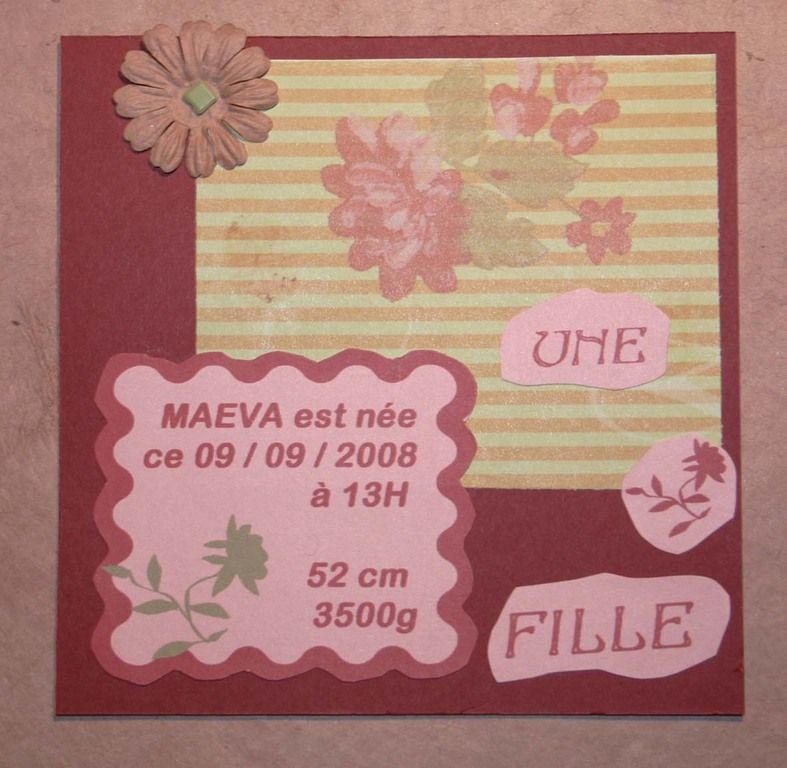 UNE
MAEVA est née
ce 09 / 09 / 2008
à 13H
52 cm
3500g
FILLE